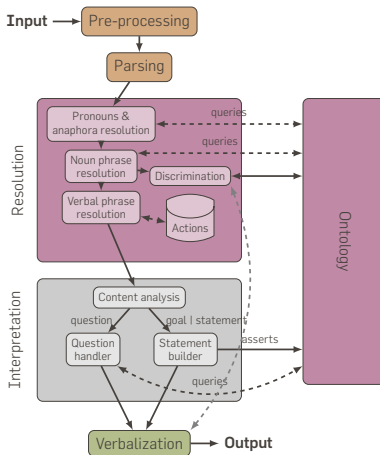 Input
Pre-processing
Parsing
Resolution
Pronouns &
anaphora resolution
queries
queries
Noun phrase
resolution
Discrimination
Verbal phrase
resolution
Actions
Ontology
Interpretation
Content analysis
question
goal | statement
Question
handler
Statement
builder
asserts
queries
Verbalization
Output